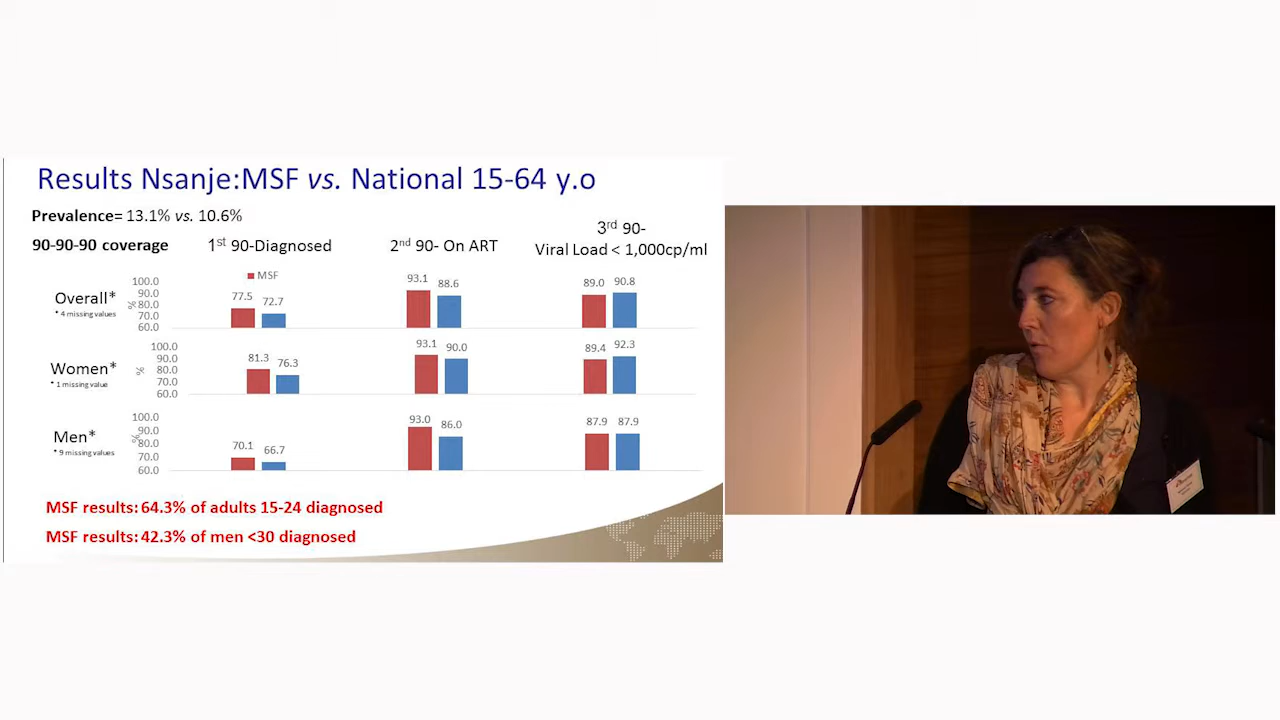 Results Nsanje:MSF vs. National 15-64 y.o
Prevalence= 13.1% vs. 10.6%
90-90-90 coverage
1st 90-Diagnosed
2nd 90- On ART
3rd 90-
Viral Load < 1,000cp/ml
MSF
Overall*
* 4 missing values
%
100.0
90.0
80.0
70.0
60.0
77.5 72.7
93.1 88.6
89.0 90.8
Women*
* 1 missing value
%
100.0
90.0
80.0
70.0
60.0
81.3 76.3
93.1 90.0
89.4 92.3
Men*
* 9 missing values
%
100.0
90.0
80.0
70.0
60.0
70.1 66.7
93.0 86.0
87.9 87.9
MSF results: 64.3% of adults 15-24 diagnosed
MSF results: 42.3% of men <30 diagnosed